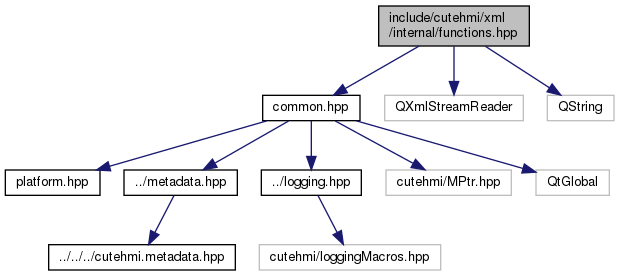 include/cutehmi/xml
/internal/functions.hpp
common.hpp
QXmlStreamReader
QString
platform.hpp
../metadata.hpp
../logging.hpp
cutehmi/MPtr.hpp
QtGlobal
../../../cutehmi.metadata.hpp
cutehmi/loggingMacros.hpp